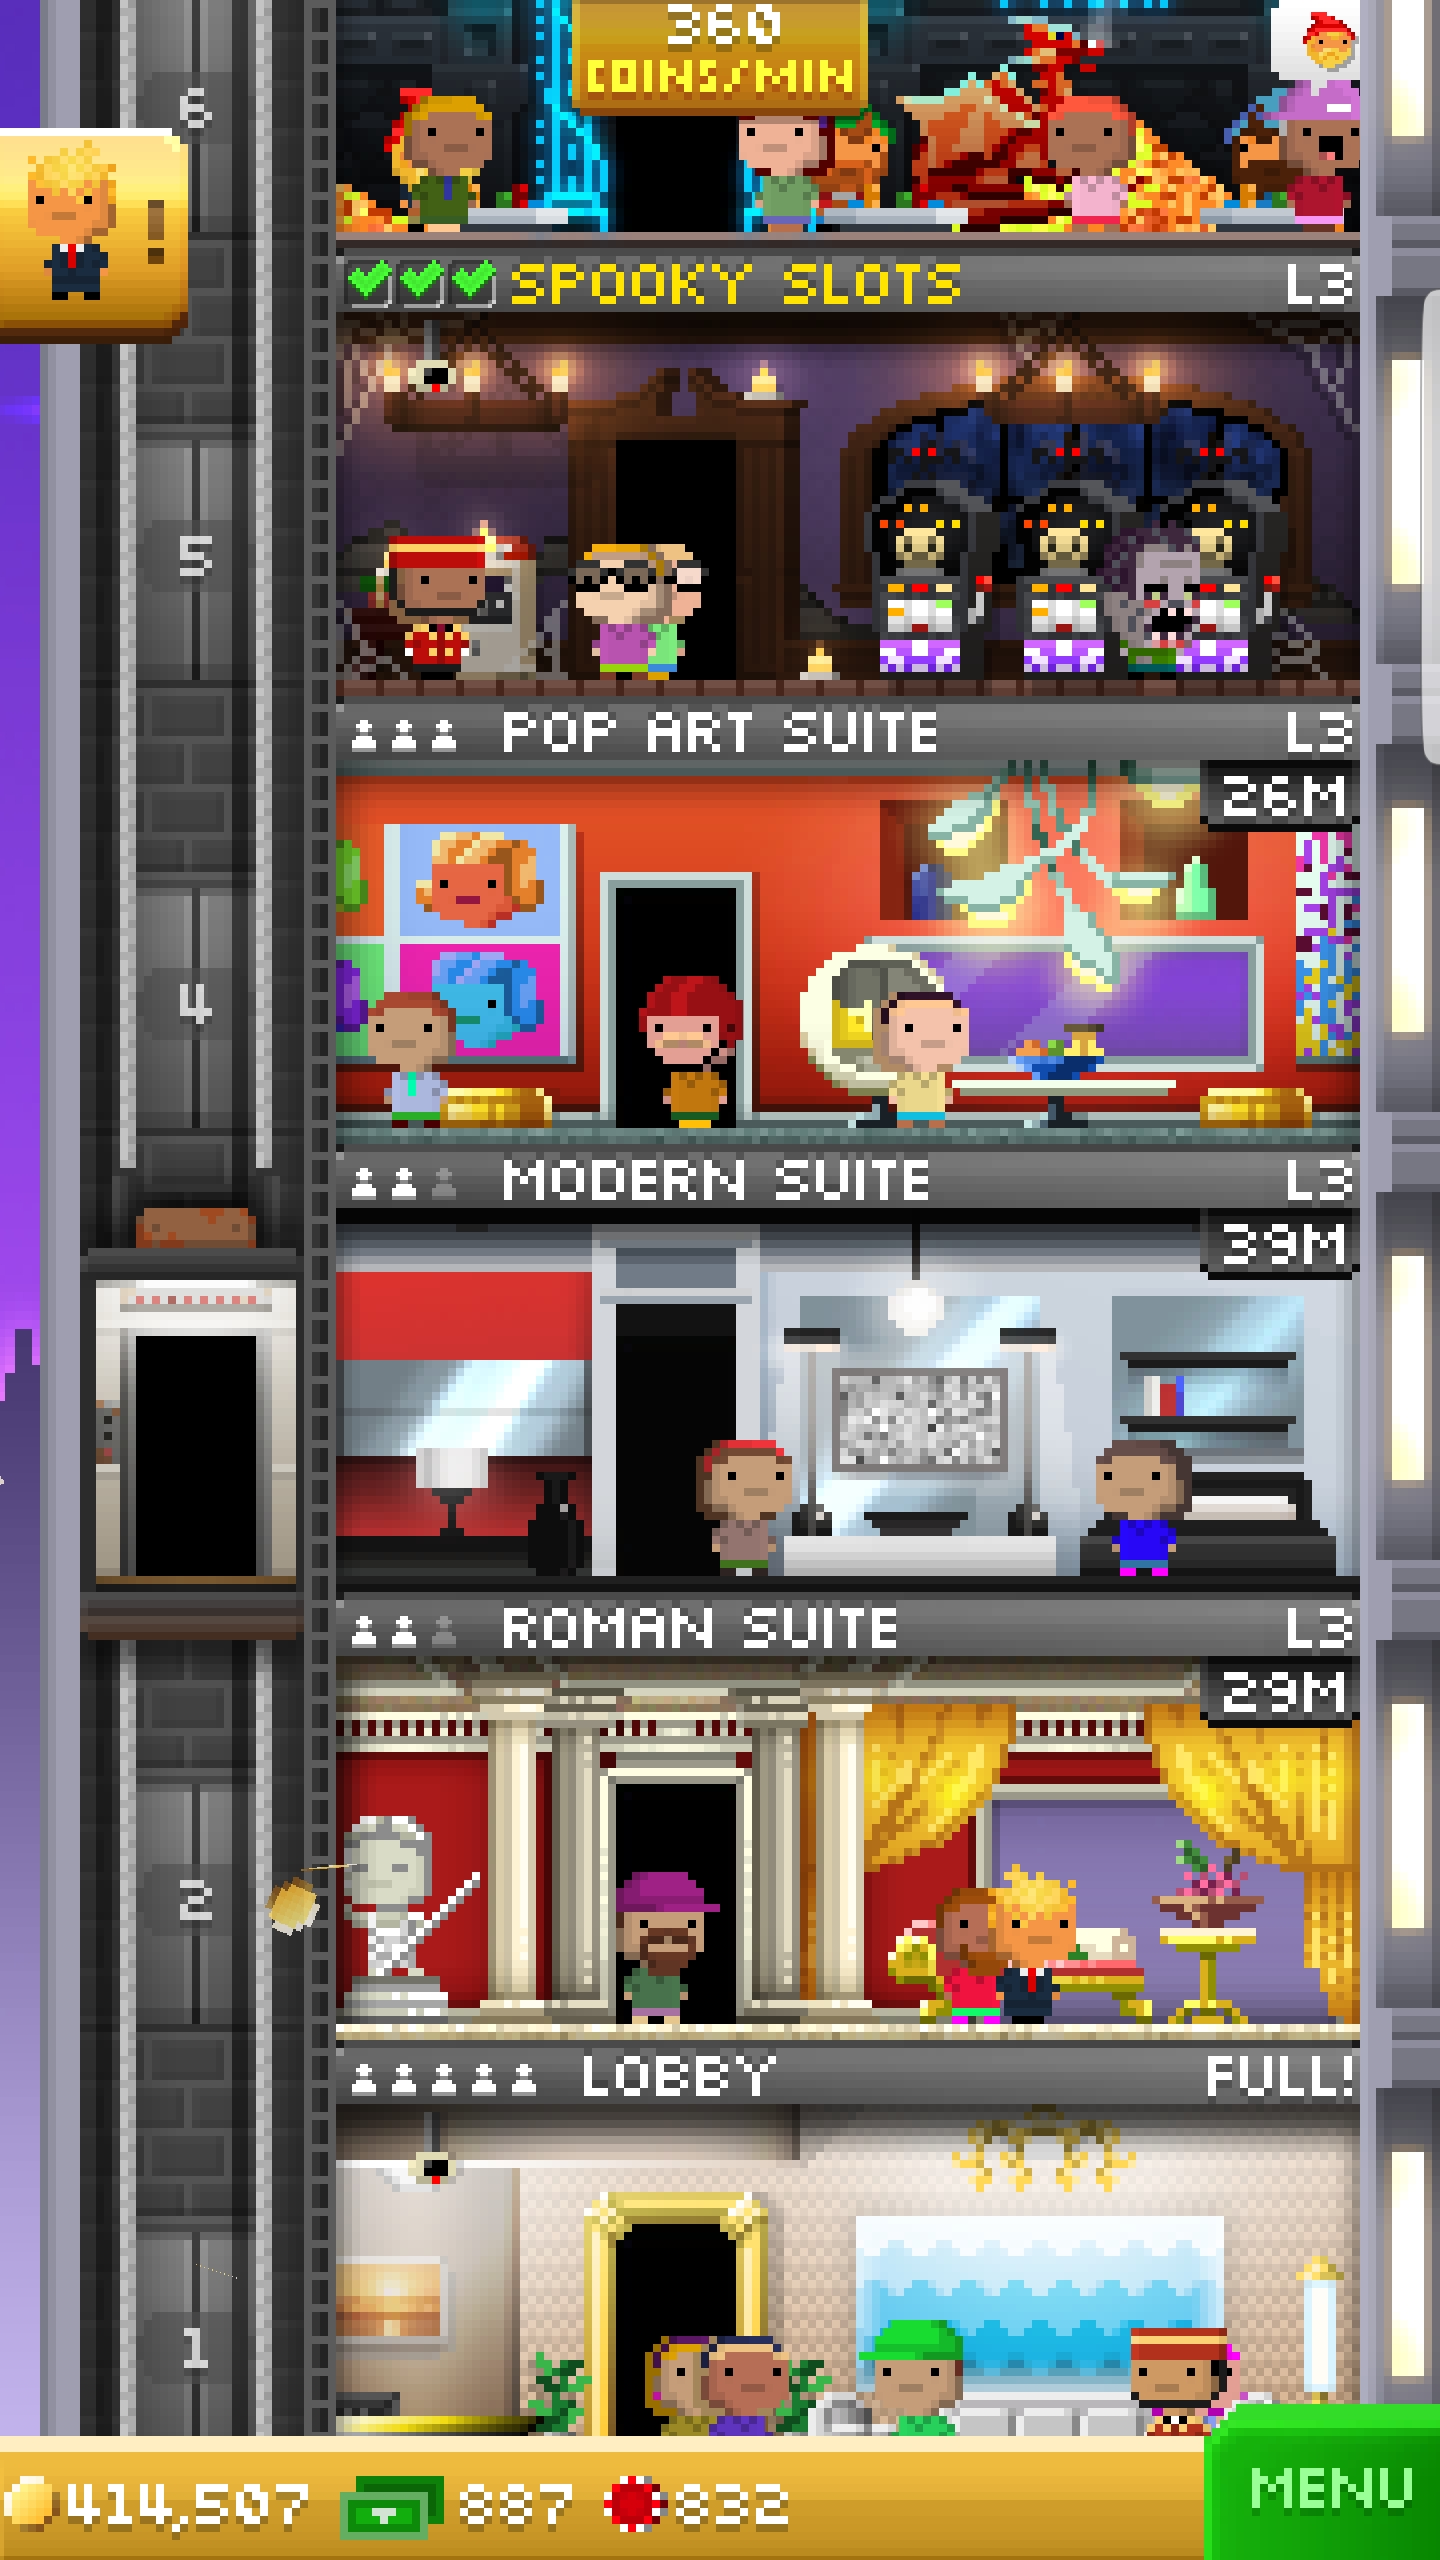 360
COINS/MIN
6
!
SPOOKY SLOTS L3
5
POP ART SUITE L3
26M
4
MODERN SUITE L3
39M
ROMAN SUITE L3
29M
2
LOBBY FULL!
1
414,507 887 832
MENU